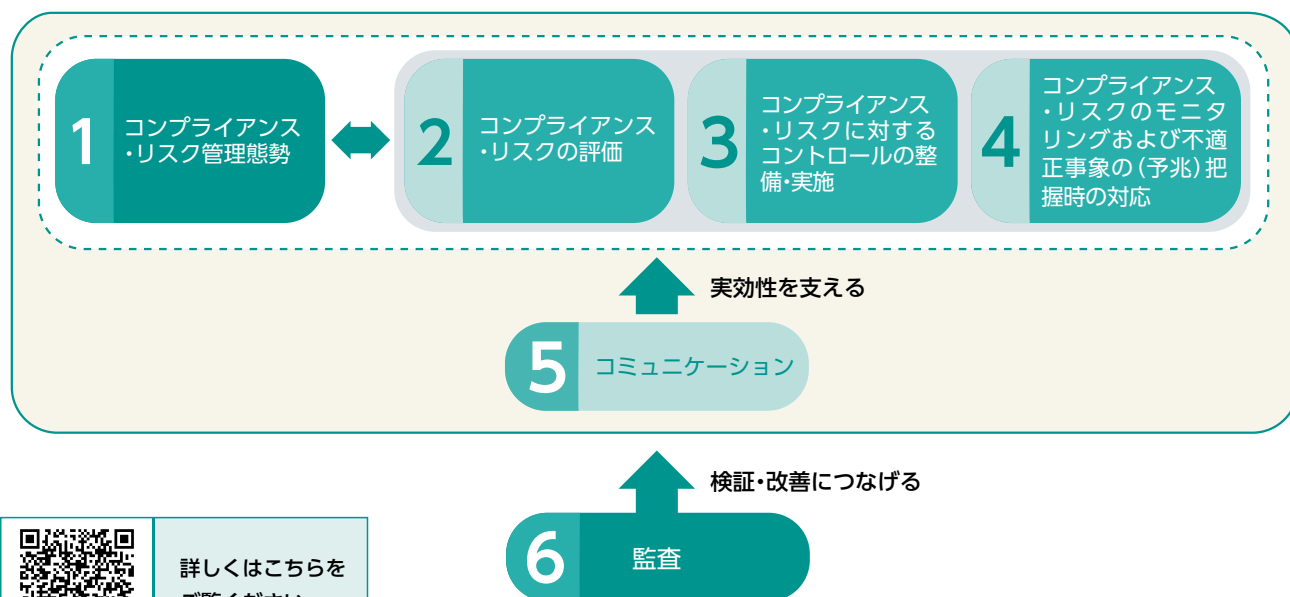 1
コンプライアンス
・リスク管理態勢
2
コンプライアンス
・リスクの評価
3
コンプライアンス
・リスクに対する
コントロールの整
備・実施
4
コンプライアンス
・リスクのモニタ
リングおよび不適
正事象の（予兆）把
握時の対応
実効性を支える
5
コミュニケーション
検証・改善につなげる
6
監査
詳しくはこちらを
ご覧ください